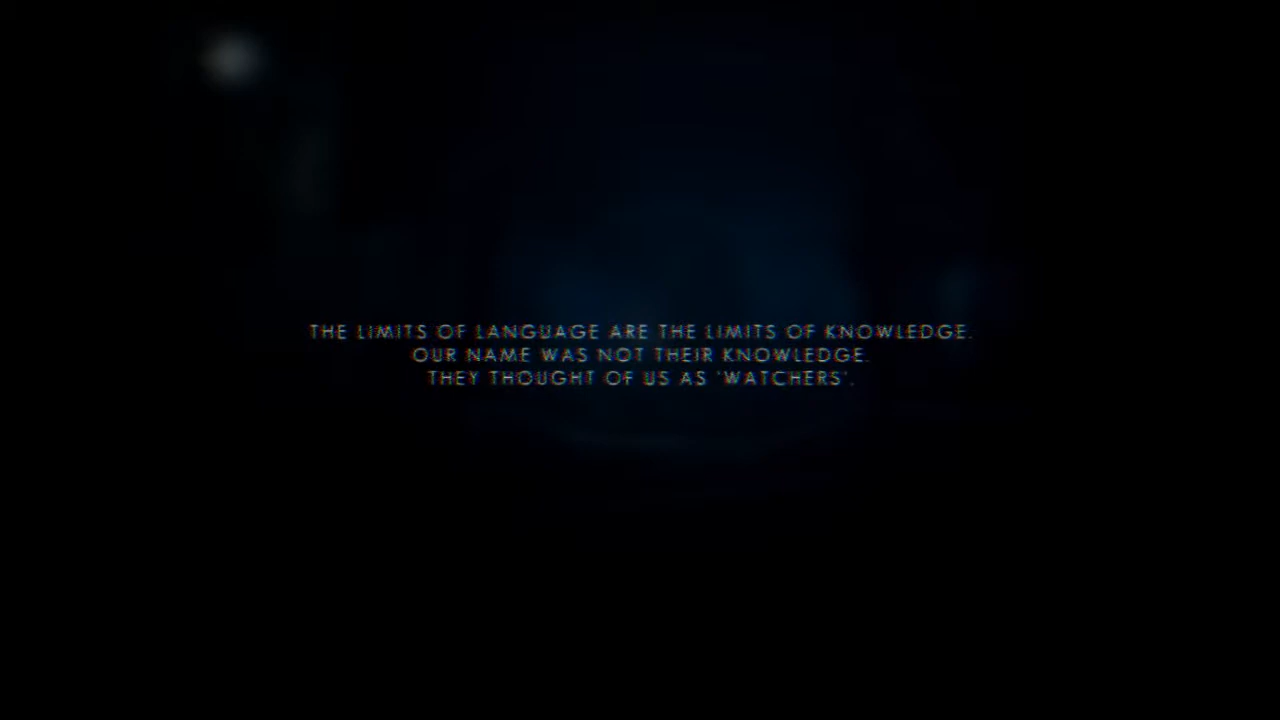 THE LIMITS OF LANGUAGE ARE THE LIMITS OF KNOWLEDGE.
OUR NAME WAS NOT THEIR KNOWLEDGE.
THEY THOUGHT OF US AS 'WATCHERS'.